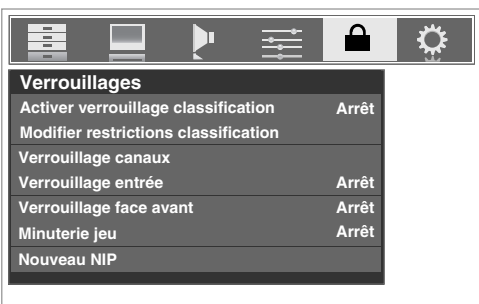 Verrouillages
Activer verrouillage classification Arrêt
Modifier restrictions classification
Verrouillage canaux
Verrouillage entrée Arrêt
Verrouillage face avant Arrêt
Minuterie jeu Arrêt
Nouveau NIP